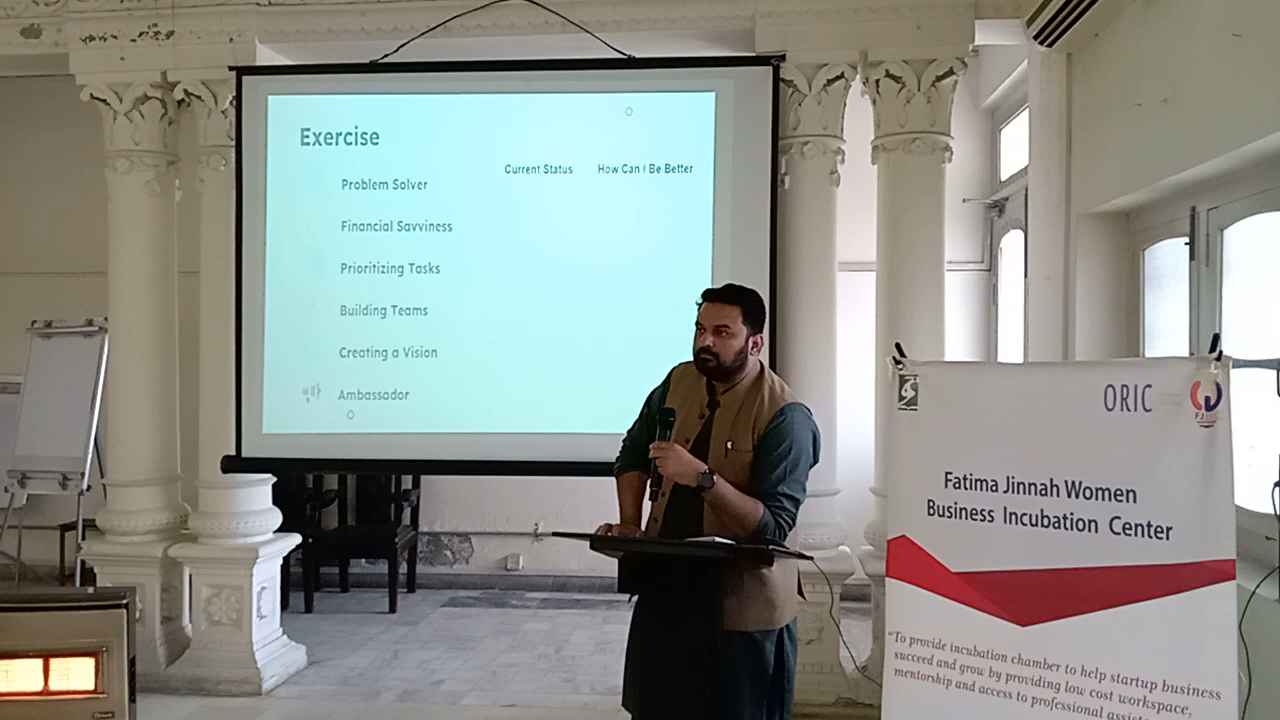 Exercise
Current Status
How Can I Be Better
Problem Solver
Financial Savviness
Prioritizing Tasks
Building Teams
Creating a Vision
Ambassador
ORIC
Fatima Jinnah Women
Business Incubation Center
"To provide incubation chamber to help startup business
succeed and grow by providing low cost workspace,
mentorship and access to professional